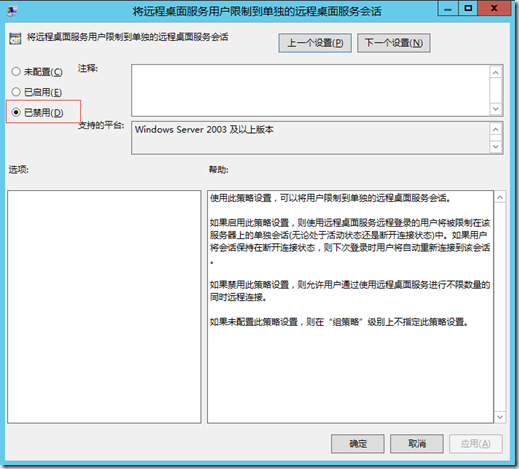 将远程桌面服务用户限制到单独的远程桌面服务会话
将远程桌面服务用户限制到单独的远程桌面服务会话
上一个设置(P)
下一个设置(N)
未配置(C)
注释:
已启用(E)
已禁用(D)
支持的平台:
Windows Server 2003 及以上版本
选项:
帮助:
使用此策略设置，可以将用户限制到单独的远程桌面服务会话。
如果启用此策略设置，则使用远程桌面服务远程登录的用户将被限制在该
服务器上的单独会话(无论处于活动状态还是断开连接状态)中。如果用户
将会话保持在断开连接状态，则下次登录时用户将自动重新连接到该会话
。
如果禁用此策略设置，则允许用户通过使用远程桌面服务进行不限数量的
同时远程连接。
如果未配置此策略设置，则在“组策略”级别上不指定此策略设置。
确定
取消
应用(A)